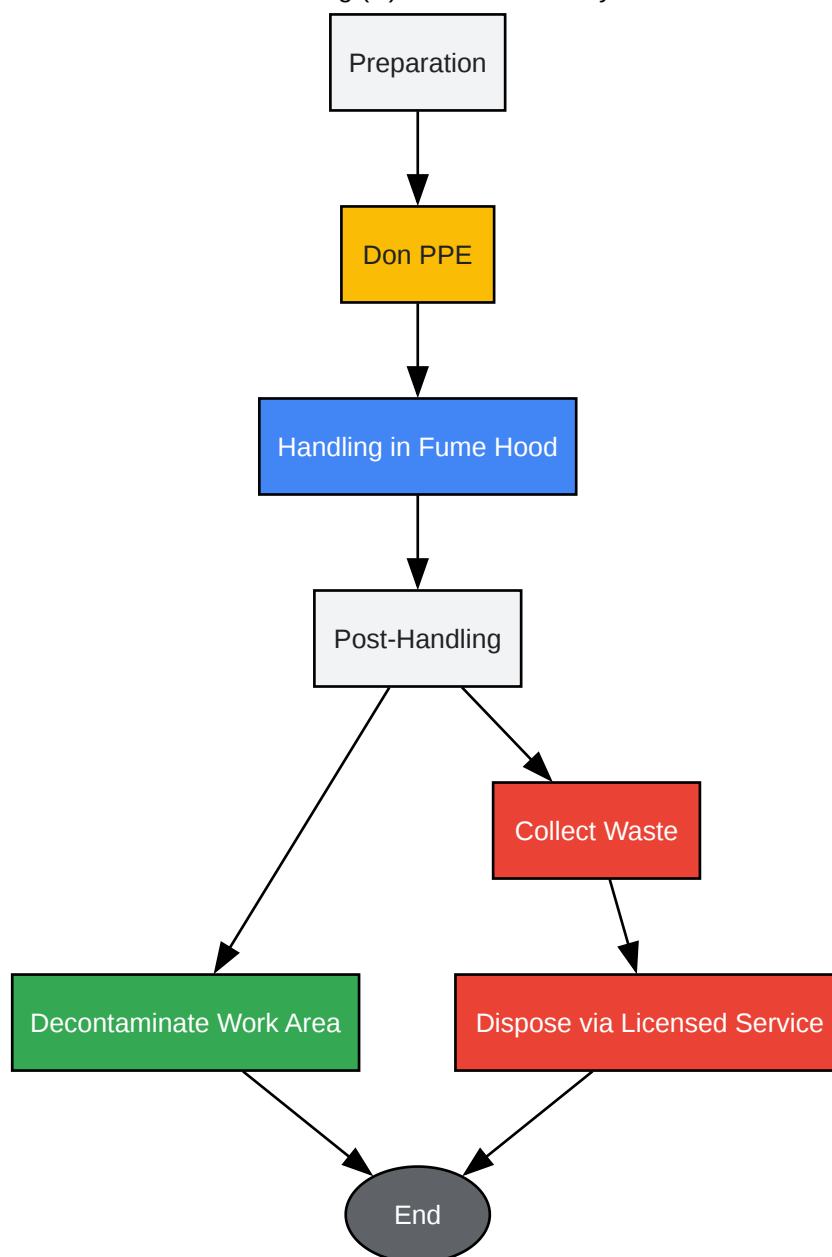 Preparation
Don PPE
Handling in Fume Hood
Post-Handling
Collect Waste
Decontaminate Work Area
Dispose via Licensed Service
End